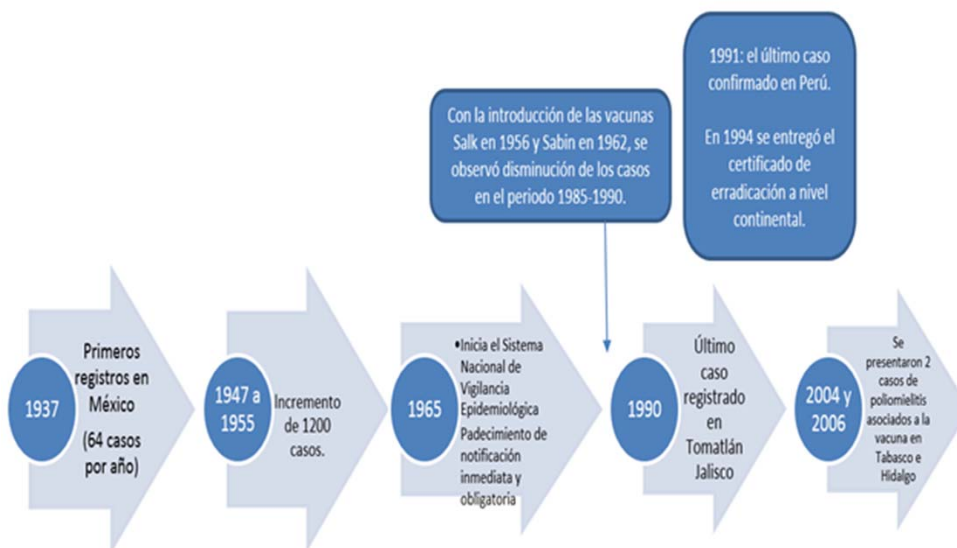 Con la introducción de las vacunas
Salk en 1956 y Sabin en 1962, se
observó disminución de los casos
en el periodo 1985-1990.
1991: el último caso
confirmado en Perú.
En 1994 se entregó el
certificado de
erradicación a nivel
continental.
1937
Primeros
registros en
México
(64 casos
por año)
1947 a
1955
Incremento
de 1200
casos.
1965
•Inicia el Sistema
Nacional de
Vigilancia
Epidemiológica
Padecimiento de
notificación
inmediata y
obligatoria
1990
Último
caso
registrado
en
Tomatlán
Jalisco
2004 y
2006
Se
presentaron 2
casos de
poliomielitis
asociados a la
vacuna en
Tabasco e
Hidalgo